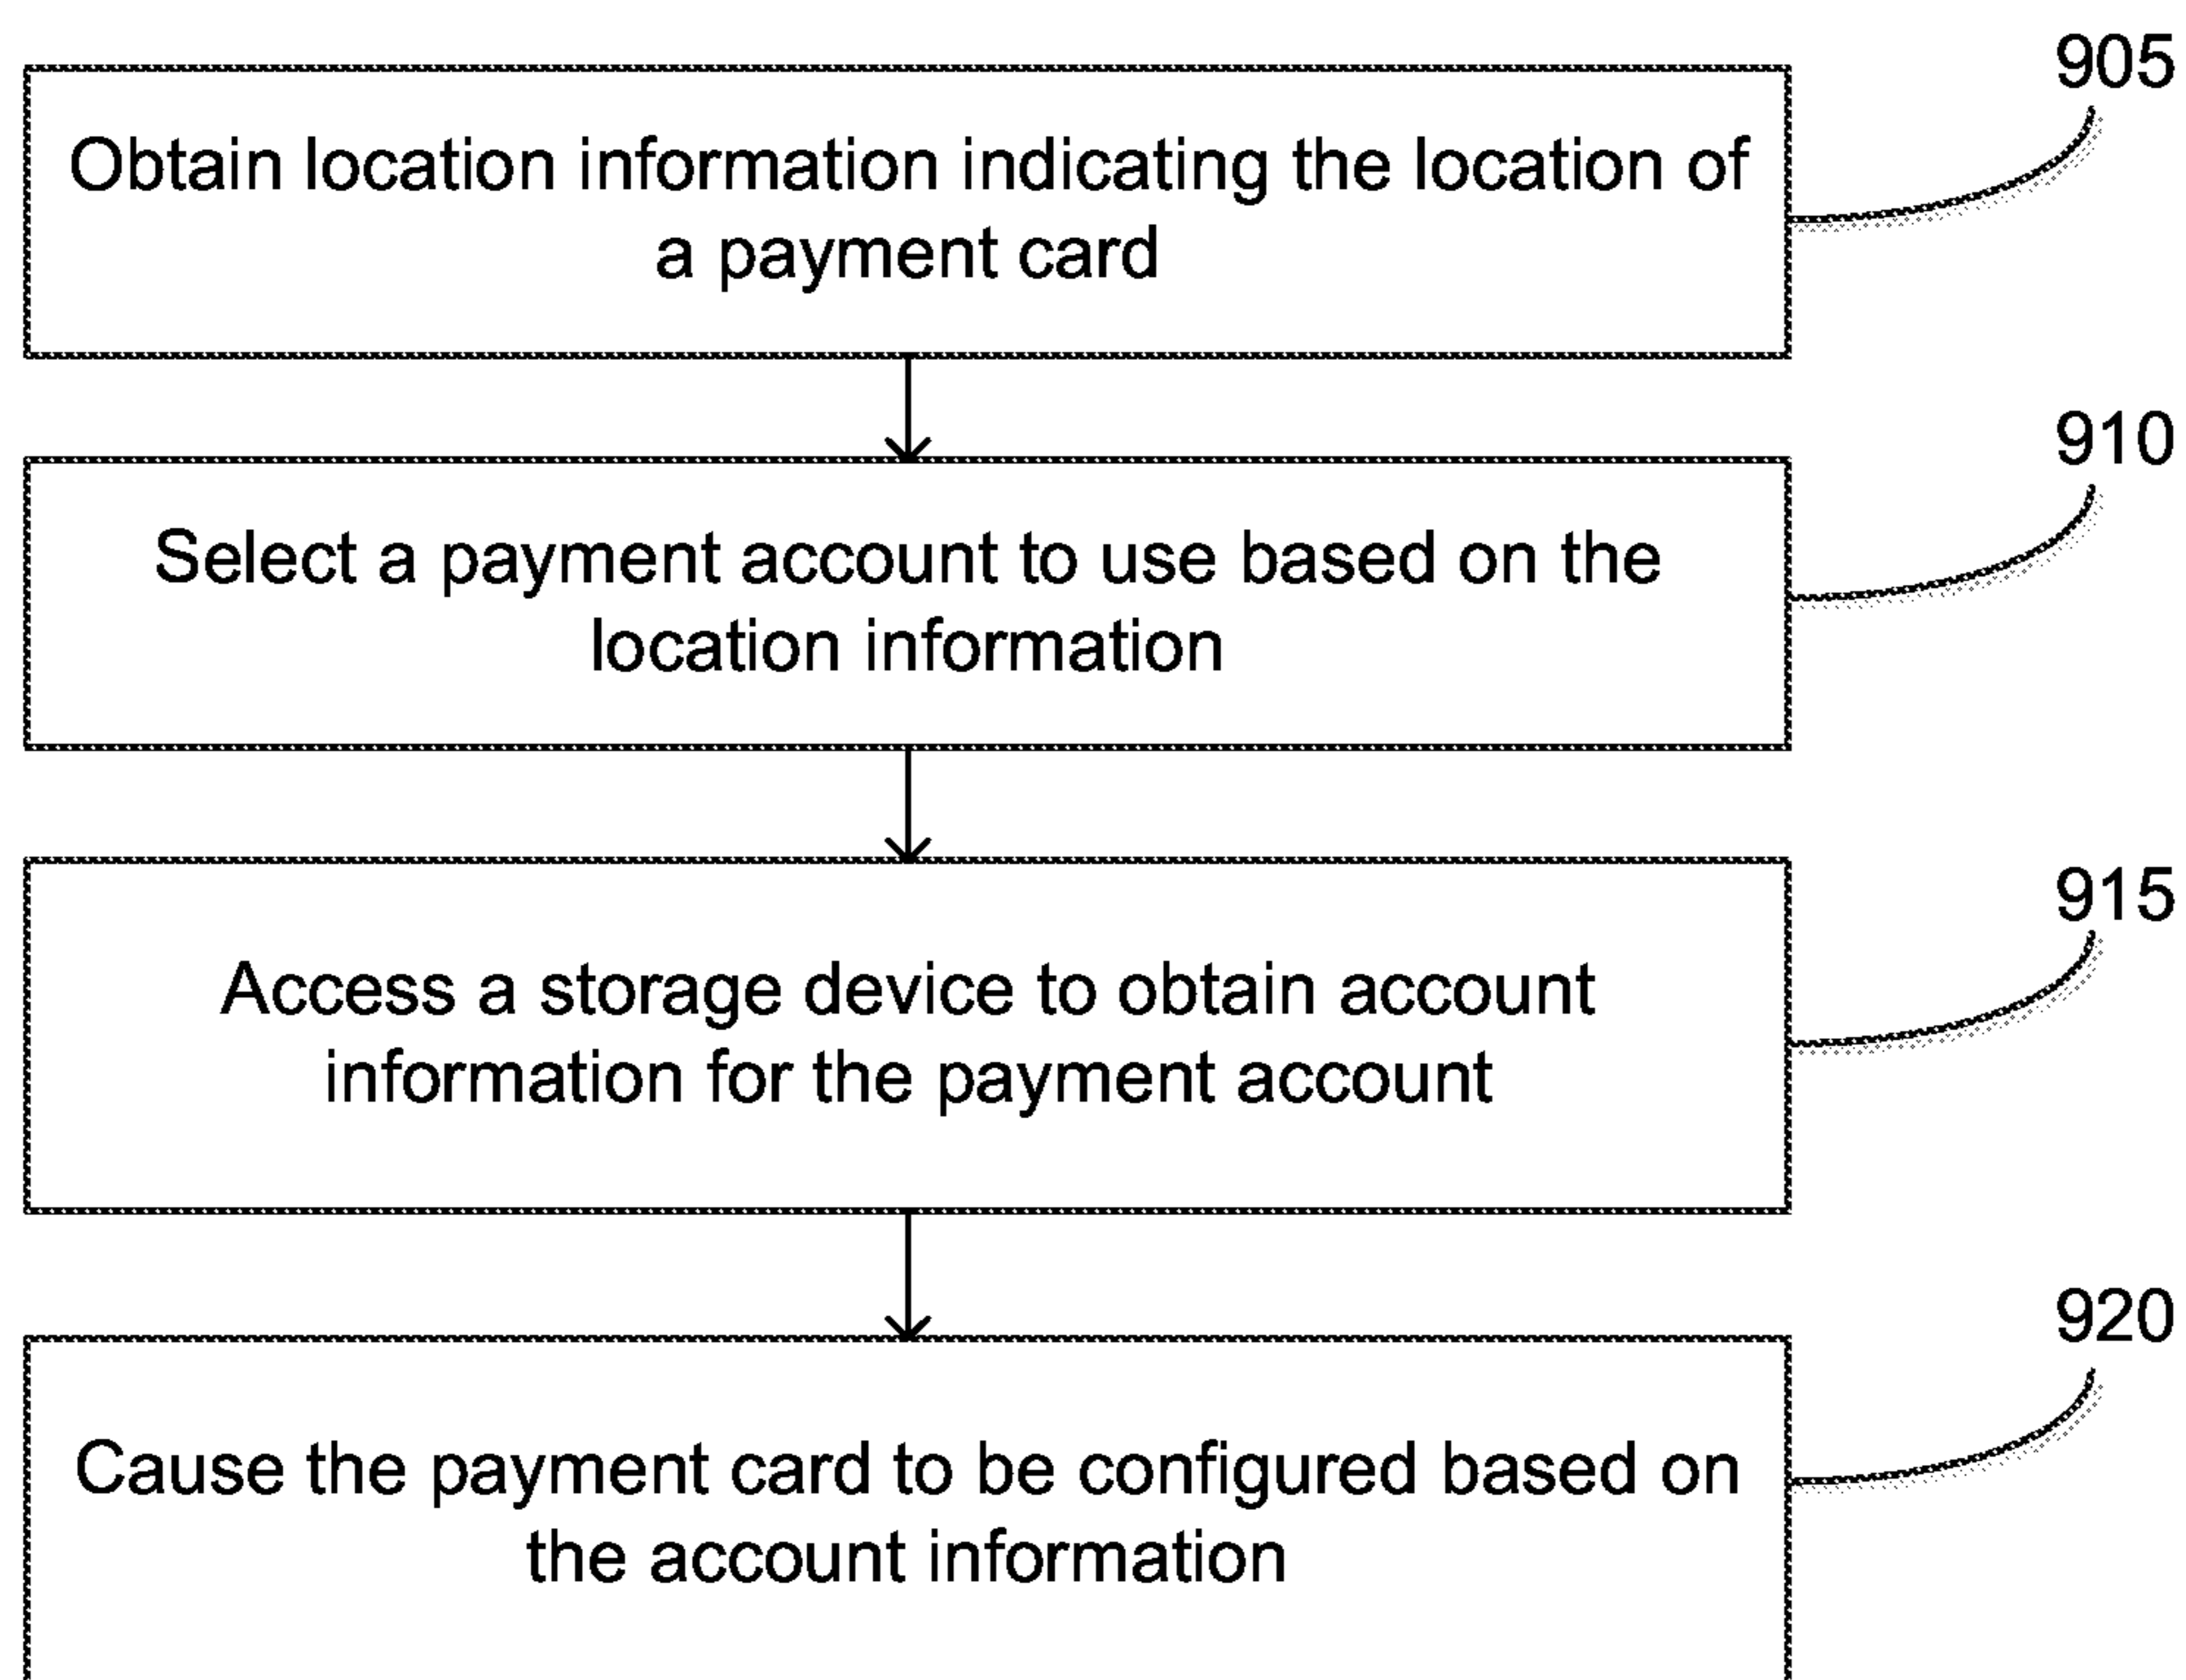 905
Obtain location information indicating the location of
a payment card
910
Select a payment account to use based on the
location information
915
Access a storage device to obtain account
information for the payment account
920
Cause the payment card to be configured based on
the account information